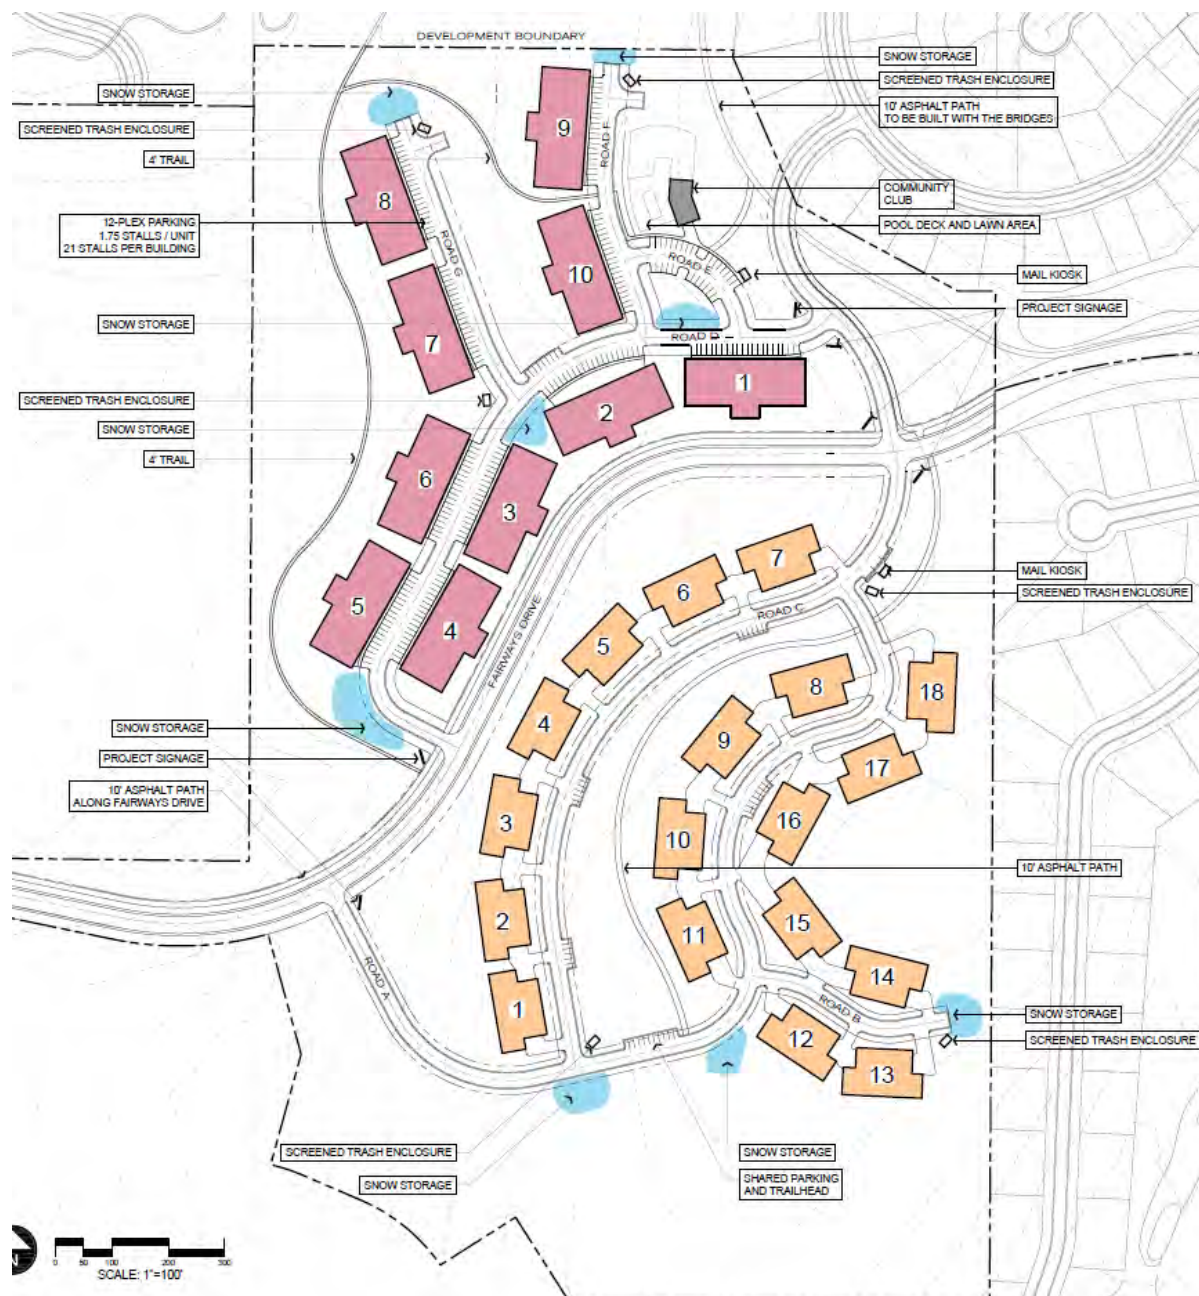 DEVELOPMENT BOUNDARY
SNOW STORAGE
SCREENED TRASH ENCLOSURE
10' ASPHALT PATH
TO BE BUILT WITH THE BRIDGES
SNOW STORAGE
SCREENED TRASH ENCLOSURE
4' TRAIL
9
ROAD F
8
COMMUNITY
CLUB
12-PLEX PARKING
1.75 STALLS / UNIT
21 STALLS PER BUILDING
POOL DECK AND LAWN AREA
ROAD G
10
ROAD E
MAIL KIOSK
PROJECT SIGNAGE
SNOW STORAGE
ROAD D
7
1
SCREENED TRASH ENCLOSURE
2
SNOW STORAGE
4' TRAIL
6
3
5
4
FAIRWAYS DRIVE
7
6
MAIL KIOSK
SCREENED TRASH ENCLOSURE
ROAD C
5
8
18
4
9
17
SNOW STORAGE
PROJECT SIGNAGE
10' ASPHALT PATH
ALONG FAIRWAYS DRIVE
3
10
16
10' ASPHALT PATH
2
11
15
14
ROAD A
1
ROAD B
12
13
SNOW STORAGE
SCREENED TRASH ENCLOSURE
SCREENED TRASH ENCLOSURE
SNOW STORAGE
SNOW STORAGE
SHARED PARKING
AND TRAILHEAD
N
0 50 100 200 300
SCALE: 1"=100'